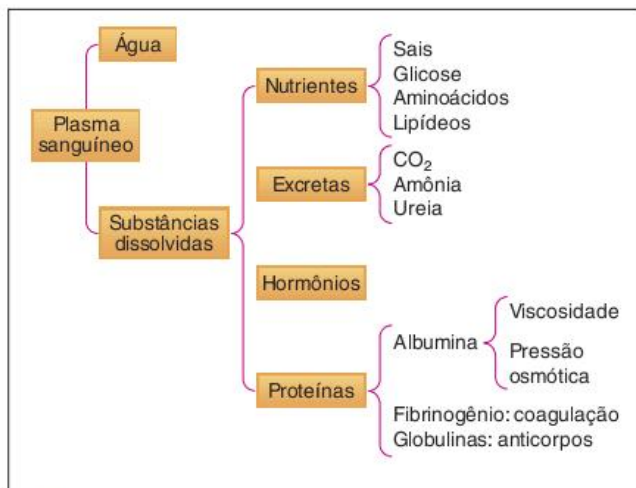 Água
Plasma
sanguíneo
Substâncias
dissolvidas
Nutrientes
Sais
Glicose
Aminoácidos
Lipídeos
Excretas
CO₂
Amônia
Ureia
Hormônios
Proteínas
Albumina
Viscosidade
Pressão
osmótica
Fibrinogênio: coagulação
Globulinas: anticorpos